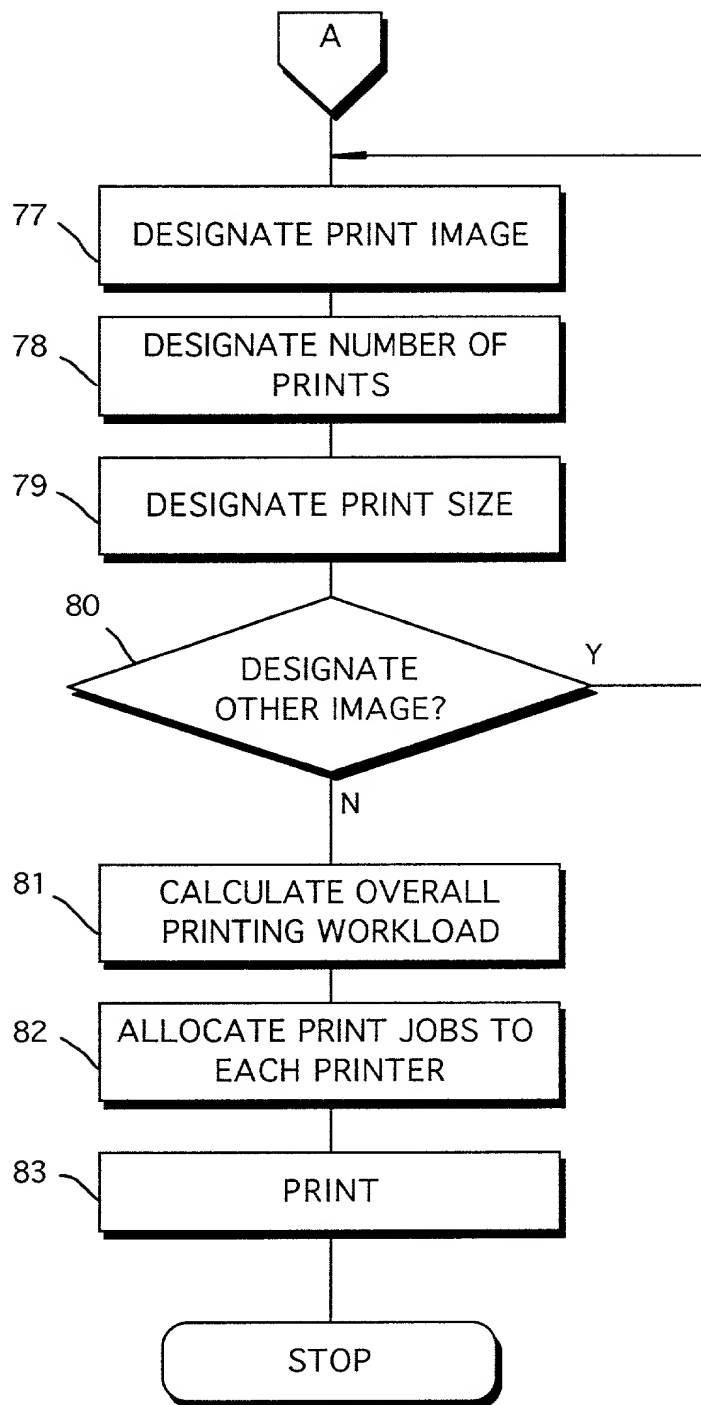 A
77
DESIGNATE PRINT IMAGE
78
DESIGNATE NUMBER OF
PRINTS
79
DESIGNATE PRINT SIZE
80
DESIGNATE
OTHER IMAGE?
Y
N
81
CALCULATE OVERALL
PRINTING WORKLOAD
82
ALLOCATE PRINT JOBS TO
EACH PRINTER
83
PRINT
STOP